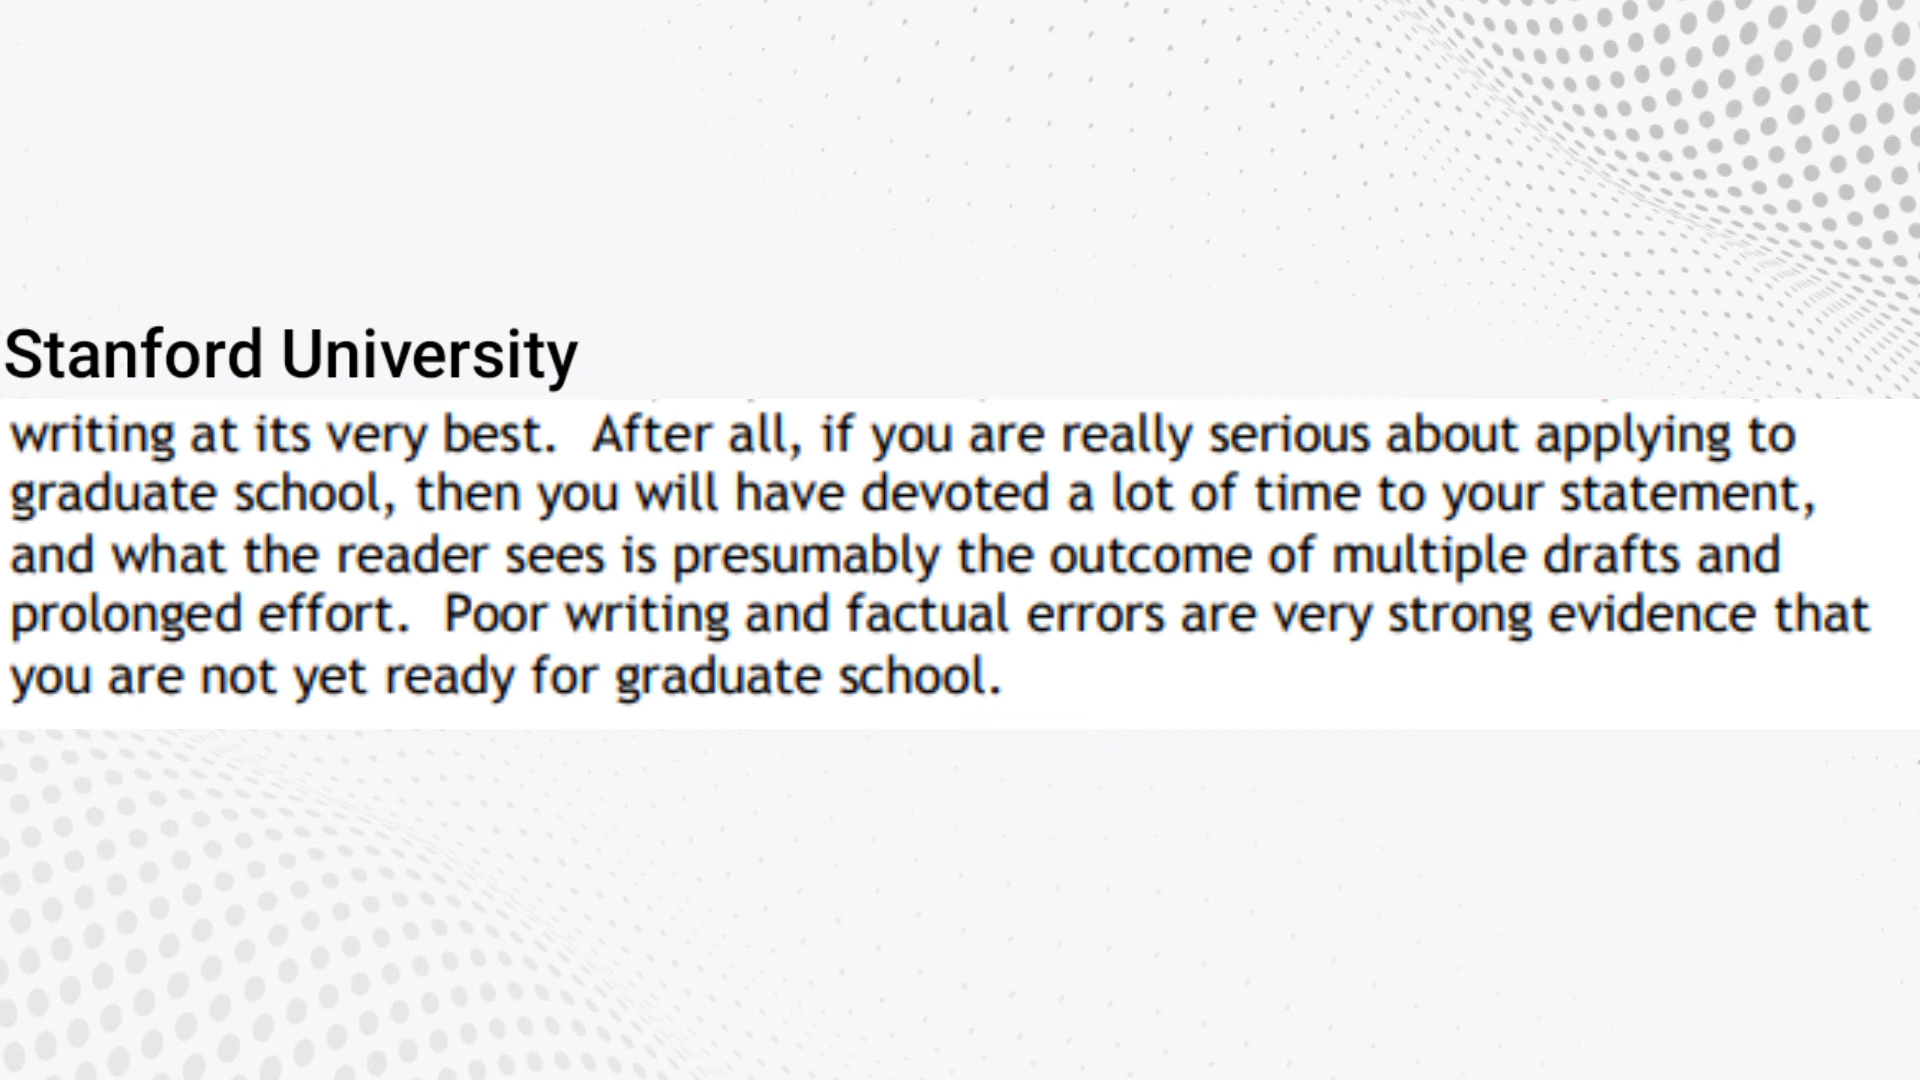 Stanford University
writing at its very best. After all, if you are really serious about applying to
graduate school, then you will have devoted a lot of time to your statement,
and what the reader sees is presumably the outcome of multiple drafts and
prolonged effort. Poor writing and factual errors are very strong evidence that
you are not yet ready for graduate school.